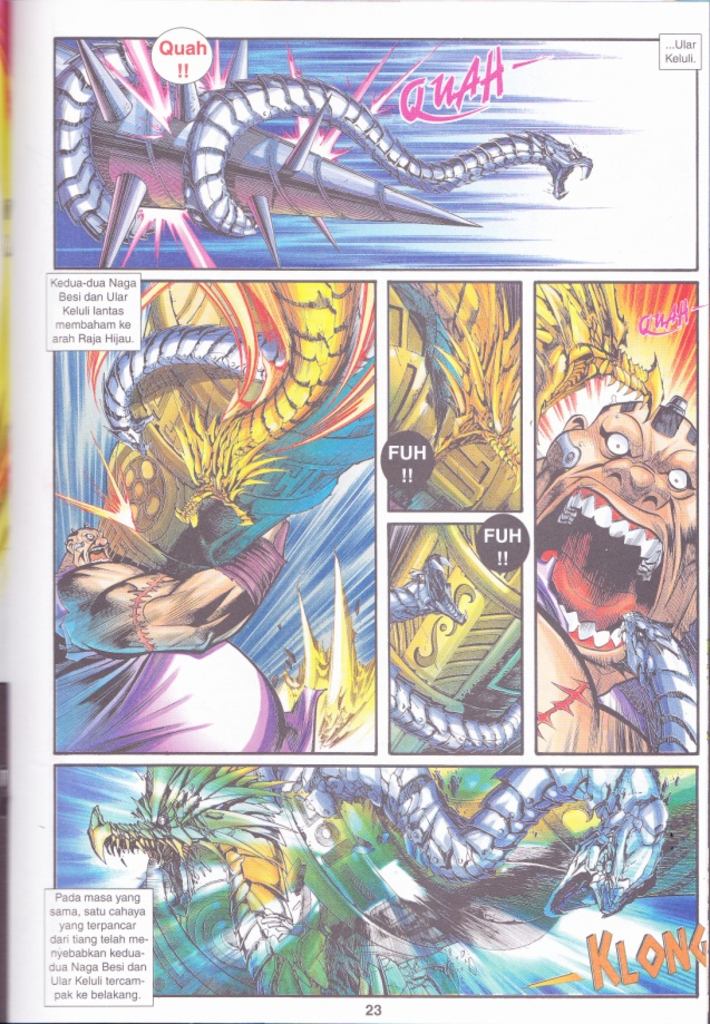 Quah
!!
QUAH
...Ular
Keluli.
Kedua-dua Naga
Besi dan Ular
Keluli lantas
membaham ke
arah Raja Hijau.
FUH
!!
FUH
!!
QUAH
Pada masa yang
sama, satu cahaya
yang terpancar
dari tiang telah me-
nyebabkan kedua-
dua Naga Besi dan
Ular Keluli tercam-
pak ke belakang.
KLONG
23